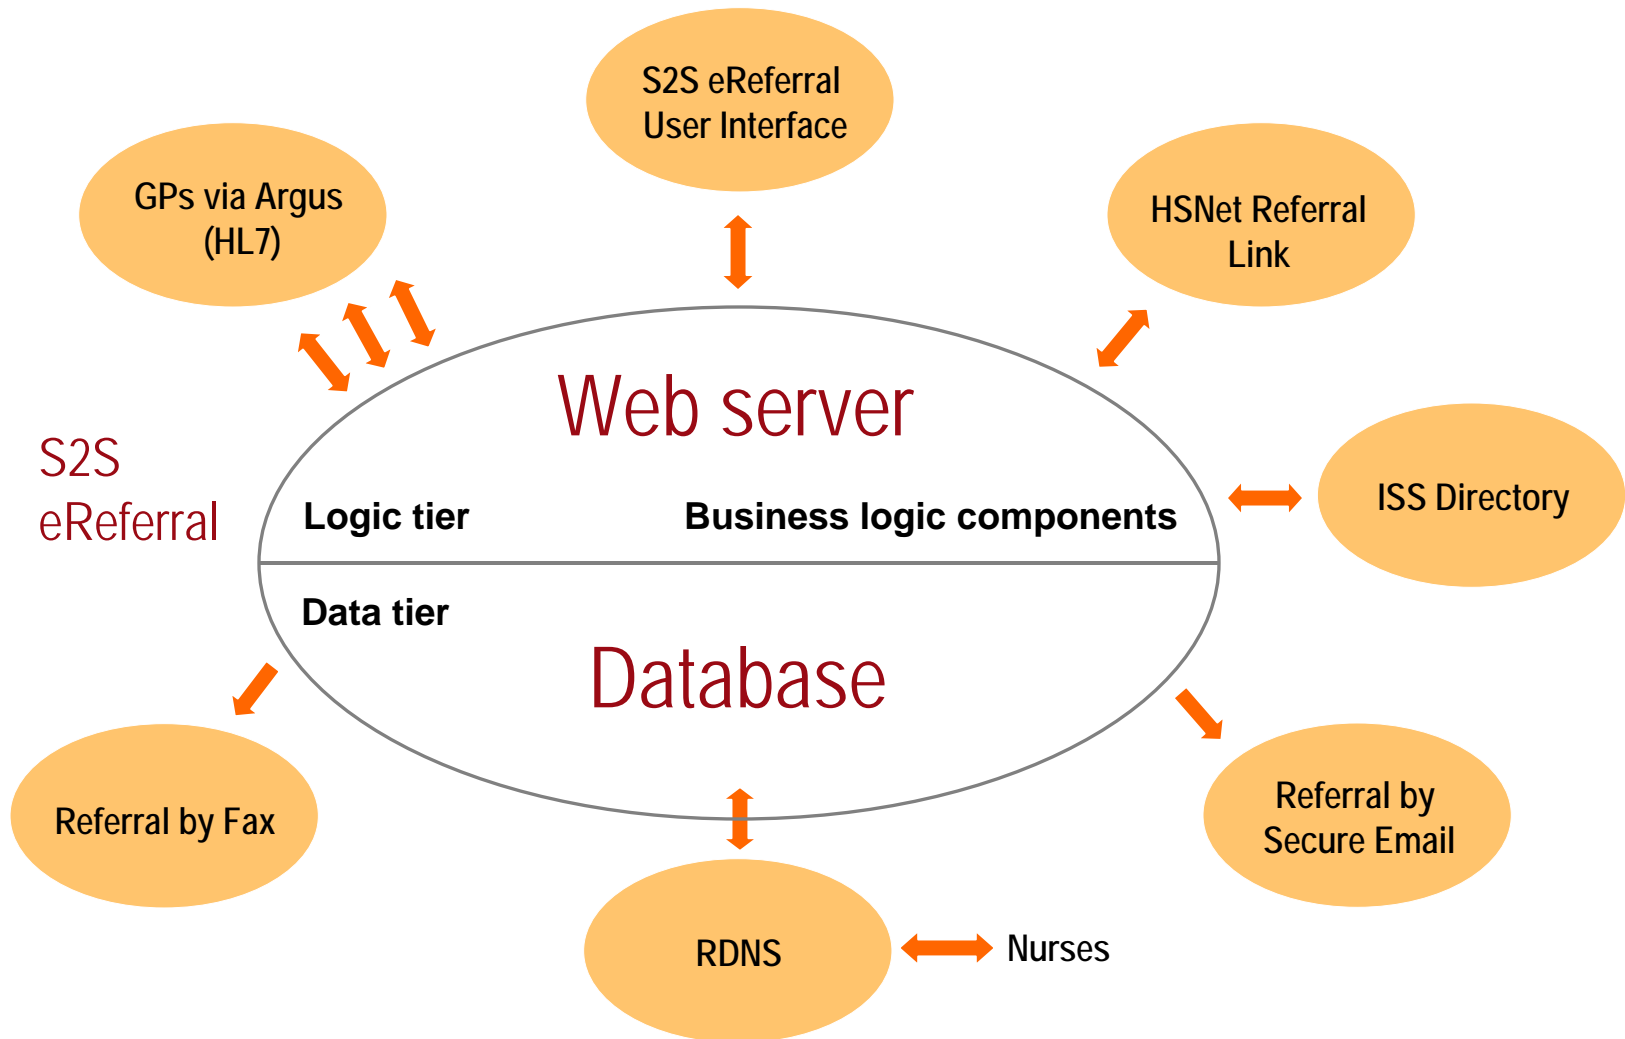 S2S eReferral
User Interface
GPs via Argus
(HL7)
HSNet Referral
Link
Web server
S2S
eReferral
Logic tier
Business logic components
ISS Directory
Data tier
Database
Referral by Fax
Referral by
Secure Email
RDNS
Nurses